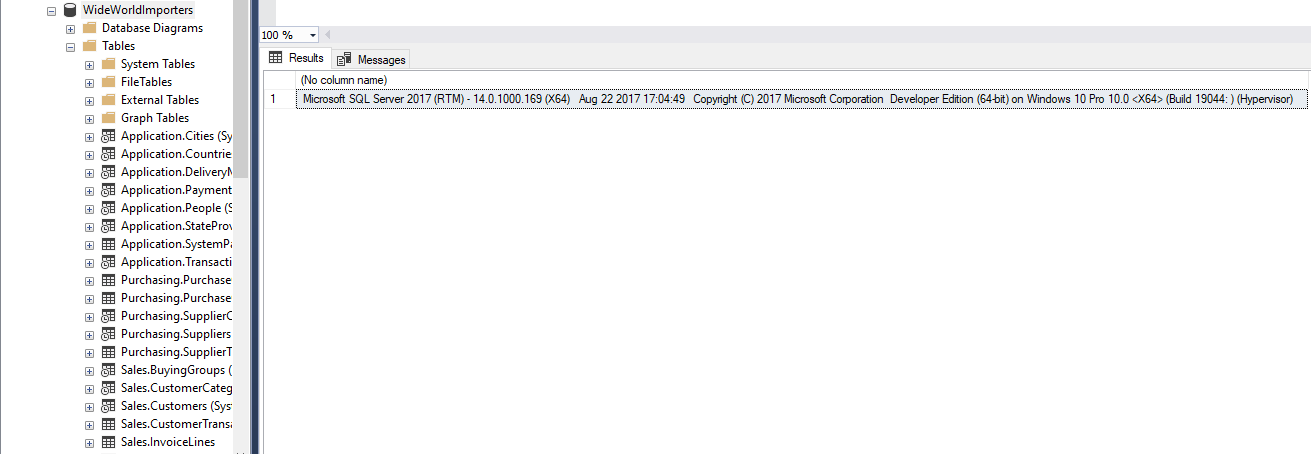 WideWorldImporters
Database Diagrams
Tables
System Tables
FileTables
External Tables
Graph Tables
Application.Cities (Sy
Application.Countrie
Application.DeliveryM
Application.Payment
Application.People (S
Application.StateProv
Application.SystemPa
Application.Transacti
Purchasing.Purchase
Purchasing.Purchase
Purchasing.SupplierC
Purchasing.Suppliers
Purchasing.SupplierT
Sales.BuyingGroups (
Sales.CustomerCateg
Sales.Customers (Syst
Sales.CustomerTransa
Sales.InvoiceLines
100 %
Results Messages
(No column name)
1 Microsoft SQL Server 2017 (RTM) - 14.0.1000.169 (X64) Aug 22 2017 17:04:49 Copyright (C) 2017 Microsoft Corporation Developer Edition (64-bit) on Windows 10 Pro 10.0 <X64> (Build 19044: ) (Hypervisor)